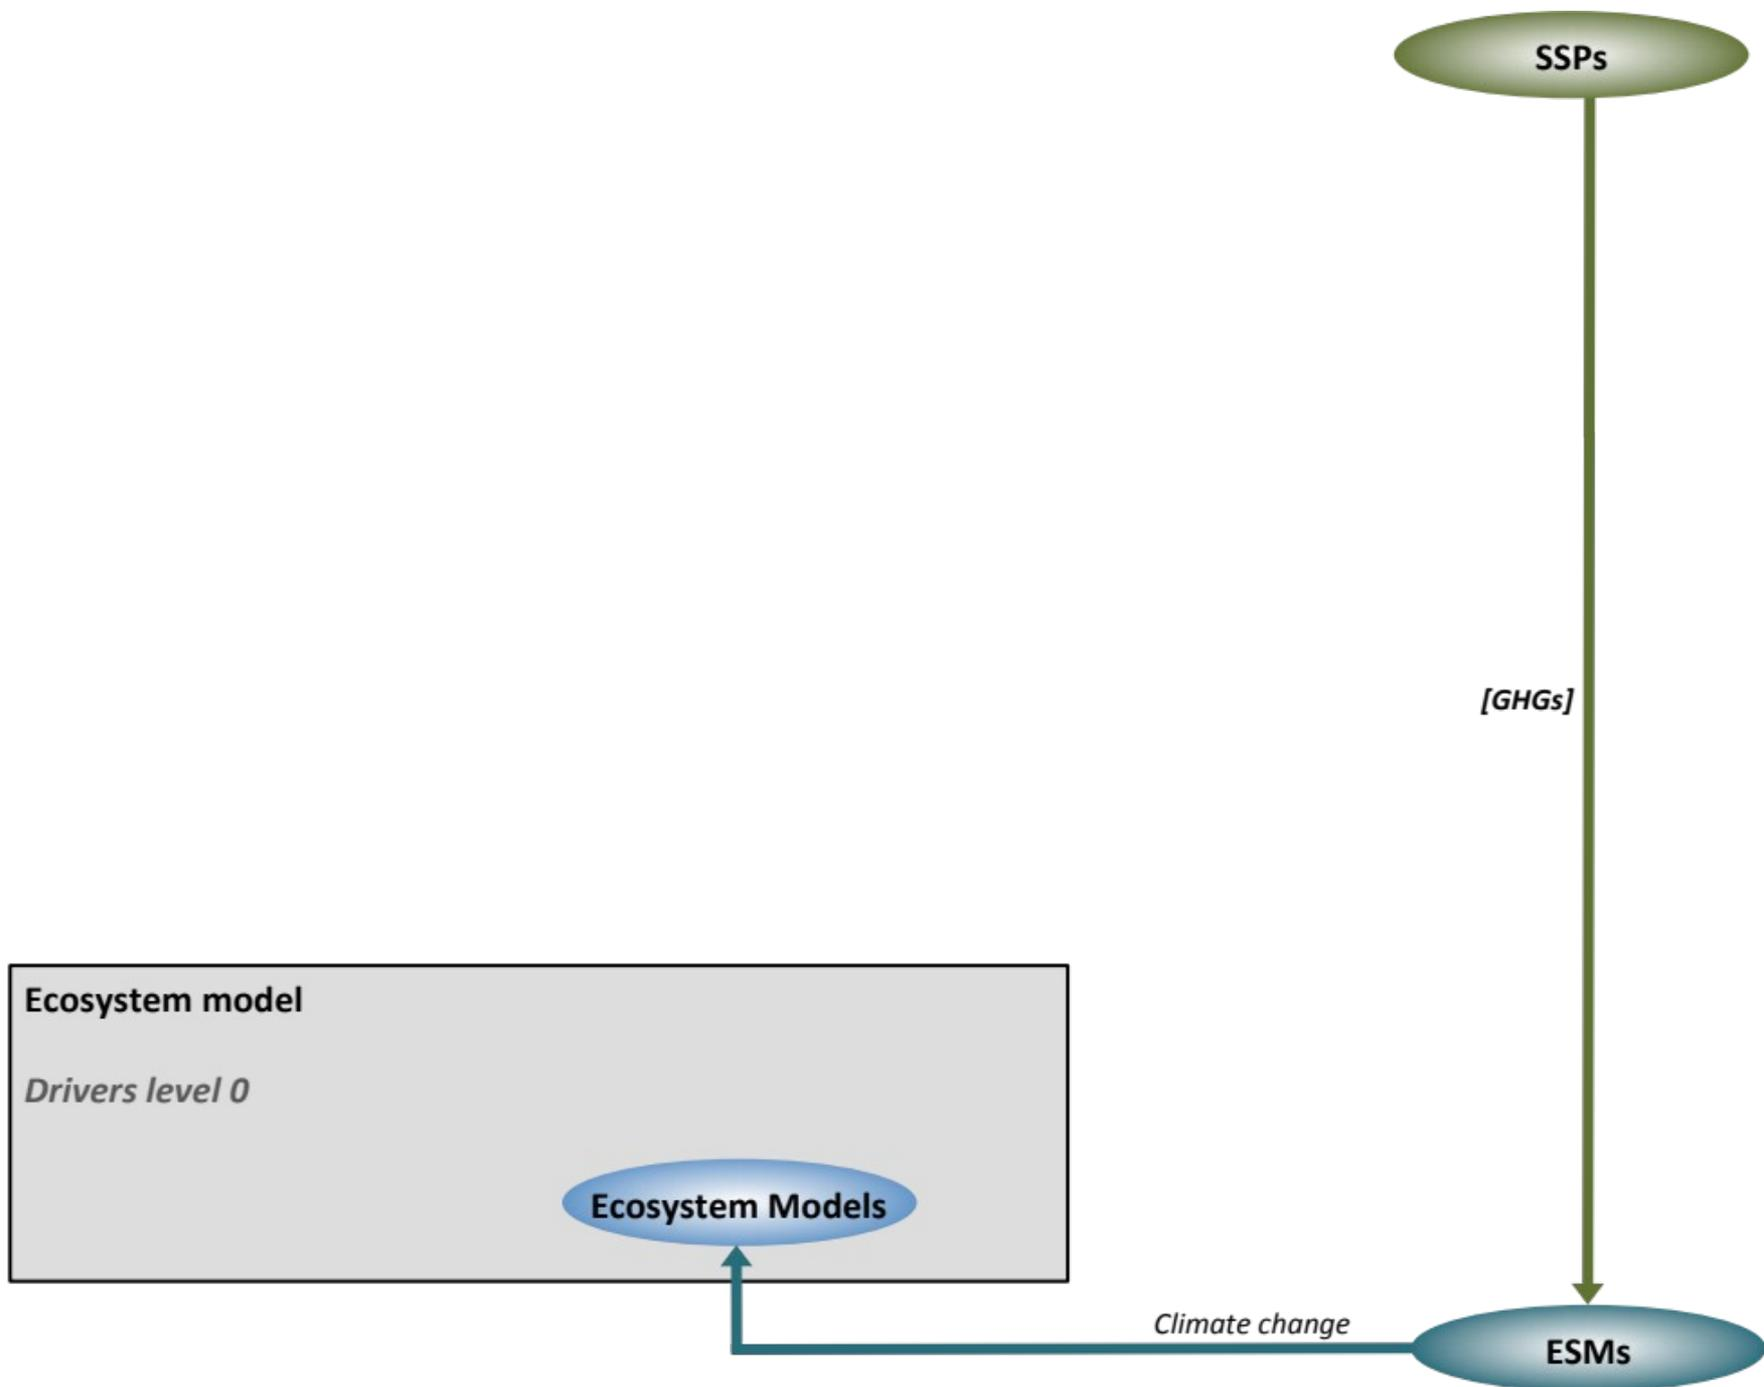 SSPs
[GHGs]
Ecosystem model
Drivers level 0
Ecosystem Models
Climate change
ESMs